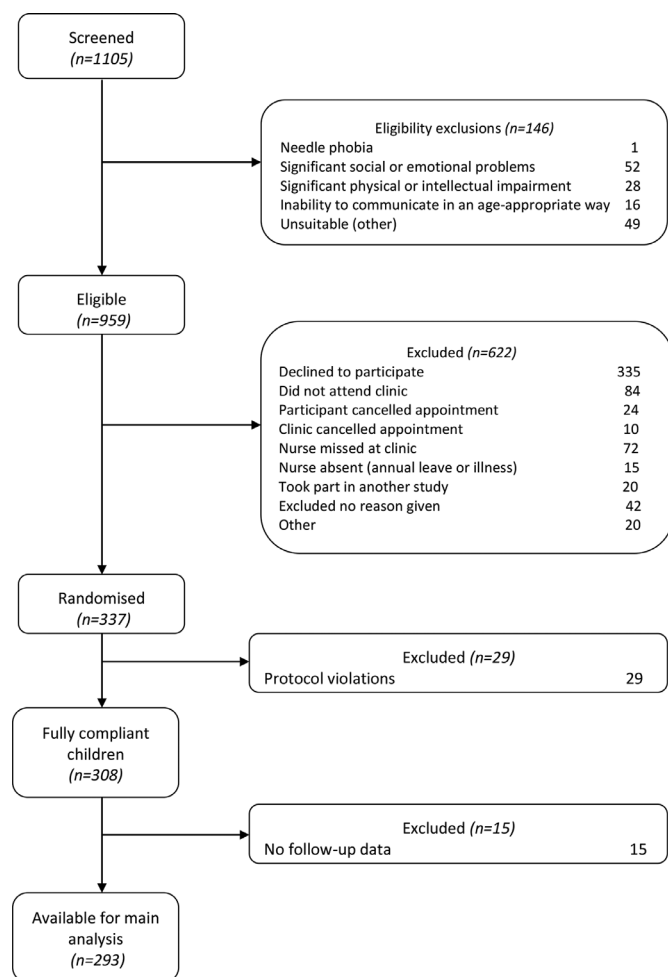 Screened
(n=1105)
Eligibility exclusions (n=146)
Needle phobia 1
Significant social or emotional problems 52
Significant physical or intellectual impairment 28
Inability to communicate in an age-appropriate way 16
Unsuitable (other) 49
Eligible
(n=959)
Excluded (n=622)
Declined to participate 335
Did not attend clinic 84
Participant cancelled appointment 24
Clinic cancelled appointment 10
Nurse missed at clinic 72
Nurse absent (annual leave or illness) 15
Took part in another study 20
Excluded no reason given 42
Other 20
Randomised
(n=337)
Excluded (n=29)
Protocol violations 29
Fully compliant
children
(n=308)
Excluded (n=15)
No follow-up data 15
Available for main
analysis
(n=293)